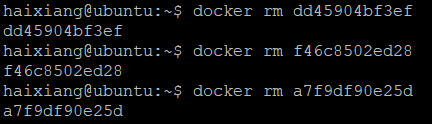 haixiang@ubuntu:~$ docker rm dd45904bf3ef
dd45904bf3ef
haixiang@ubuntu:~$ docker rm f46c8502ed28
f46c8502ed28
haixiang@ubuntu:~$ docker rm a7f9df90e25d
a7f9df90e25d